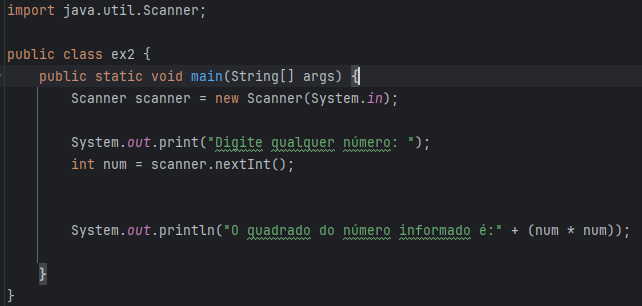 import java.util.Scanner;
public class ex2 {
public static void main(String[] args) {
Scanner scanner = new Scanner(System.in);
System.out.print("Digite qualquer número: ");
int num = scanner.nextInt();
System.out.println("O quadrado do número informado é:" + (num * num));
}
}